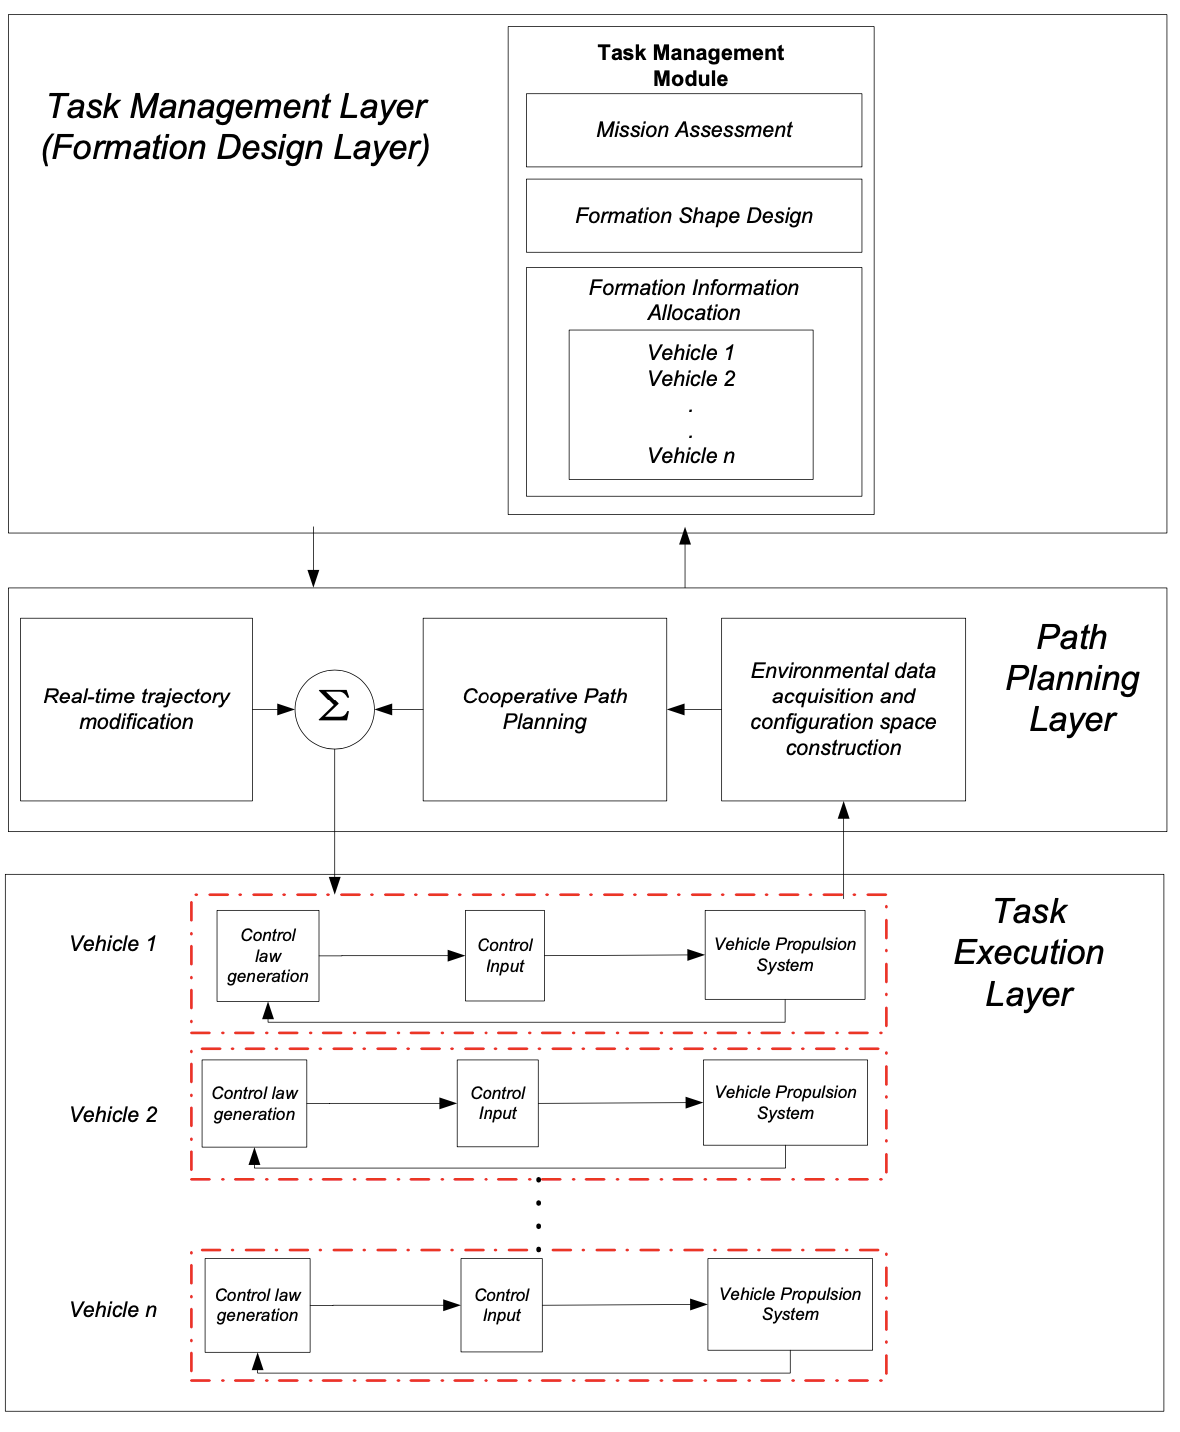 Task Management Layer
(Formation Design Layer)
Task Management
Module
Mission Assessment
Formation Shape Design
Formation Information
Allocation
Vehicle 1
Vehicle 2
.
.
Vehicle n
Real-time trajectory
modification
Σ
Cooperative Path
Planning
Environmental data
acquisition and
configuration space
construction
Path
Planning
Layer
Task
Execution
Layer
Vehicle 1
Control
law
generation
Control
Input
Vehicle Propulsion
System
Vehicle 2
Control law
generation
Control
Input
Vehicle Propulsion
System
Vehicle n
Control law
generation
Control
Input
Vehicle Propulsion
System